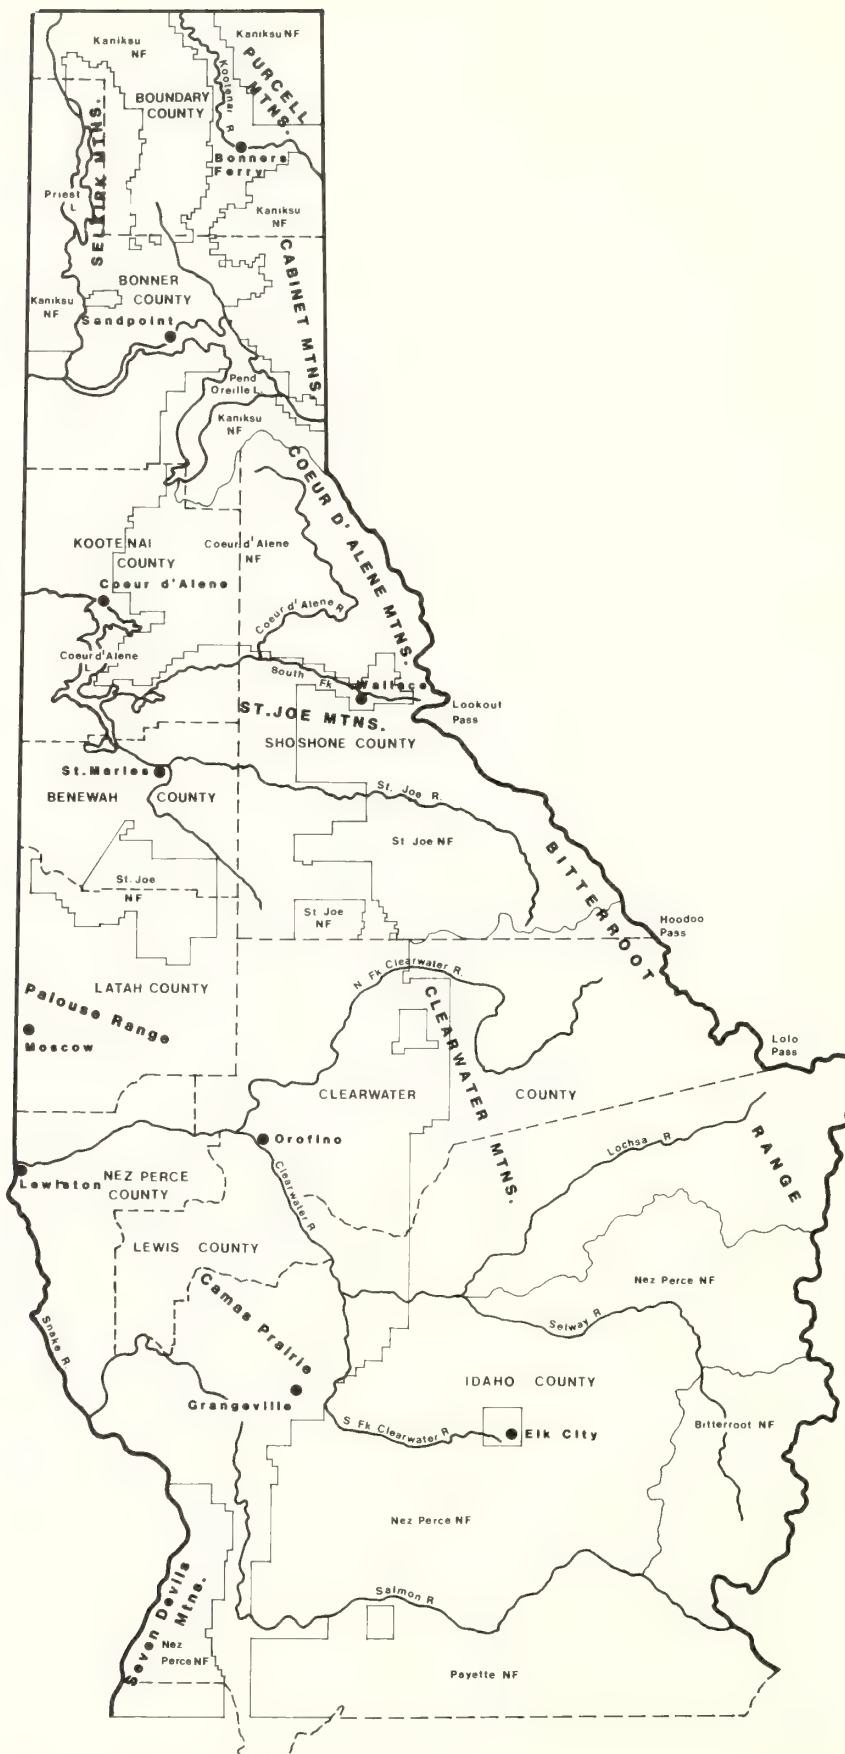 Kaniksu
NF
Kaniksu NF
PURCELL
MTNS.
Kootenai R
BOUNDARY
COUNTY
SELKIRK MTNS.
Bonners
Ferry
Priest
L
Kaniksu
NF
CABINET MTNS.
BONNER
COUNTY
Kaniksu
NF
Sandpoint
Pend
Oreille L.
Kaniksu
NF
COEUR D'ALENE MTNS.
KOOTENAI
COUNTY
Coeur d'Alene
NF
Coeur d'Alene
Coeur d'Alene R
Coeur d'Alene
L
South Fk
Wallace
Lookout
Pass
ST.JOE MTNS.
SHOSHONE COUNTY
St.Maries
BENEWAH COUNTY
St. Joe R.
St. Joe NF
BITTERROOT
St. Joe
NF
St. Joe
NF
Hoodoo
Pass
N Fk Clearwater R.
LATAH COUNTY
Palouse Range
Moscow
CLEARWATER MTNS.
Lolo
Pass
CLEARWATER COUNTY
Orofino
Lochsa R
RANGE
NEZ PERCE
COUNTY
Lewiston
Clearwater R
LEWIS COUNTY
Nez Perce NF
Camas Prairie
Selway R
Snake R.
IDAHO COUNTY
Grangeville
S Fk Clearwater R
Elk City
Bitterroot NF
Nez Perce NF
Salmon R
Seven Devils
Mtns.
Nez
Perce NF
Payette NF